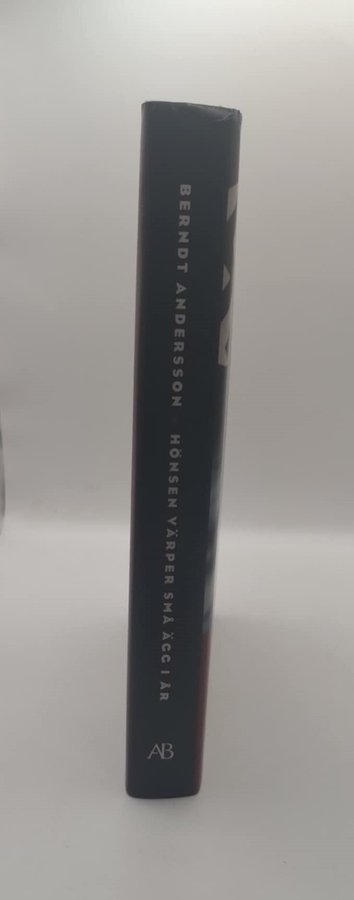 BERNDT ANDERSSON · HÖNSEN VÄRPER SMÅ ÄGG I ÅR
AB